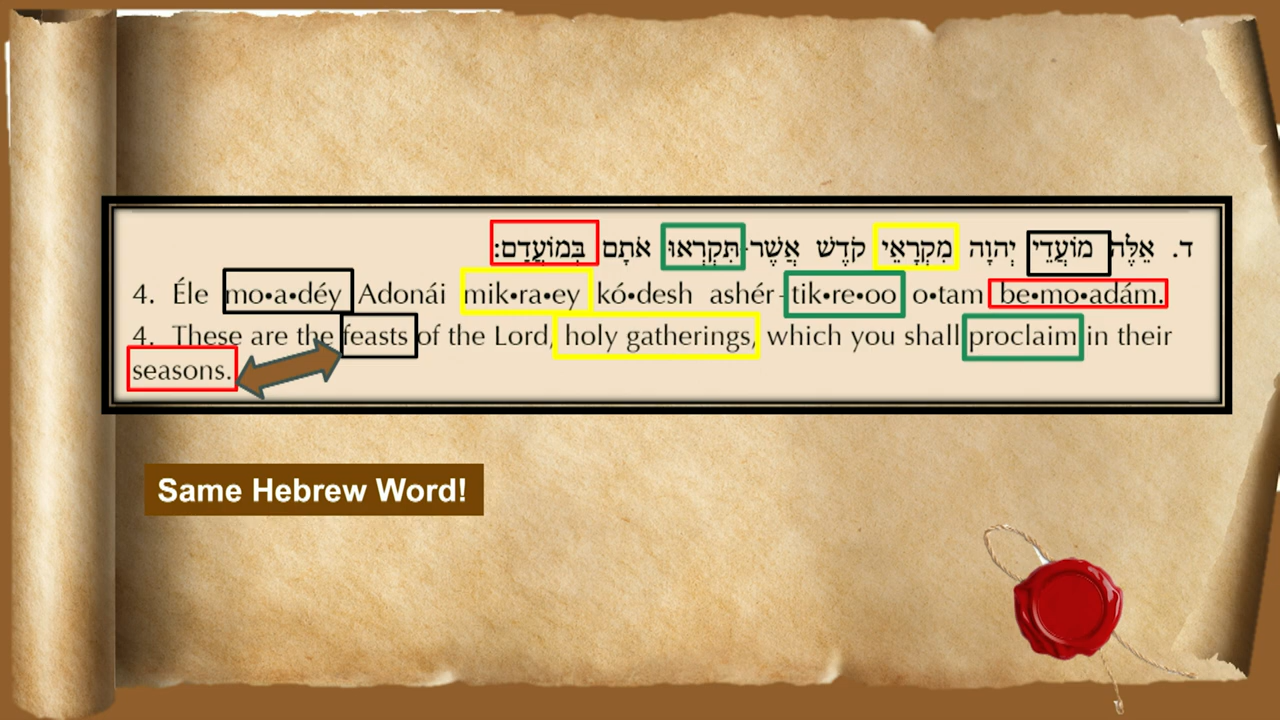 ד. אֵלֶּה מוֹעֲדֵי יְהוָה מִקְרָאֵי קֹדֶשׁ אֲשֶׁר-תִּקְרְאוּ אֹתָם בְּמוֹעֲדָם:
4. Éle mo•a•déy Adonái mik•ra•ey kó•desh ashér-tik•re•oo o•tam be•mo•adám.
4. These are the feasts of the Lord, holy gatherings, which you shall proclaim in their
seasons.
Same Hebrew Word!